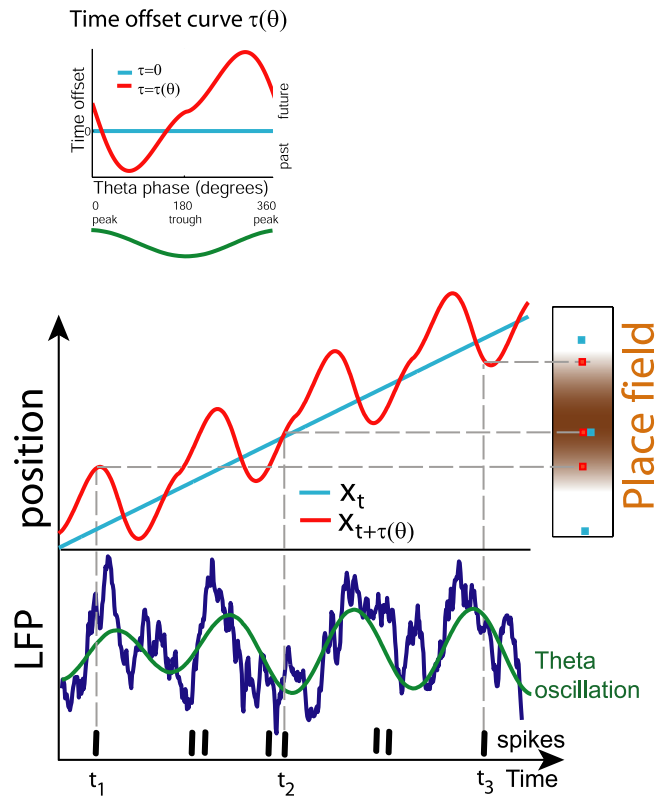 Time offset curve τ(θ)
τ=0
τ=τ(θ)
Time offset
0
future
past
Theta phase (degrees)
0 180 360
peak trough peak
position
x_t
x_{t+τ(θ)}
Place field
LFP
Theta
oscillation
spikes
t_1 t_2 t_3 Time